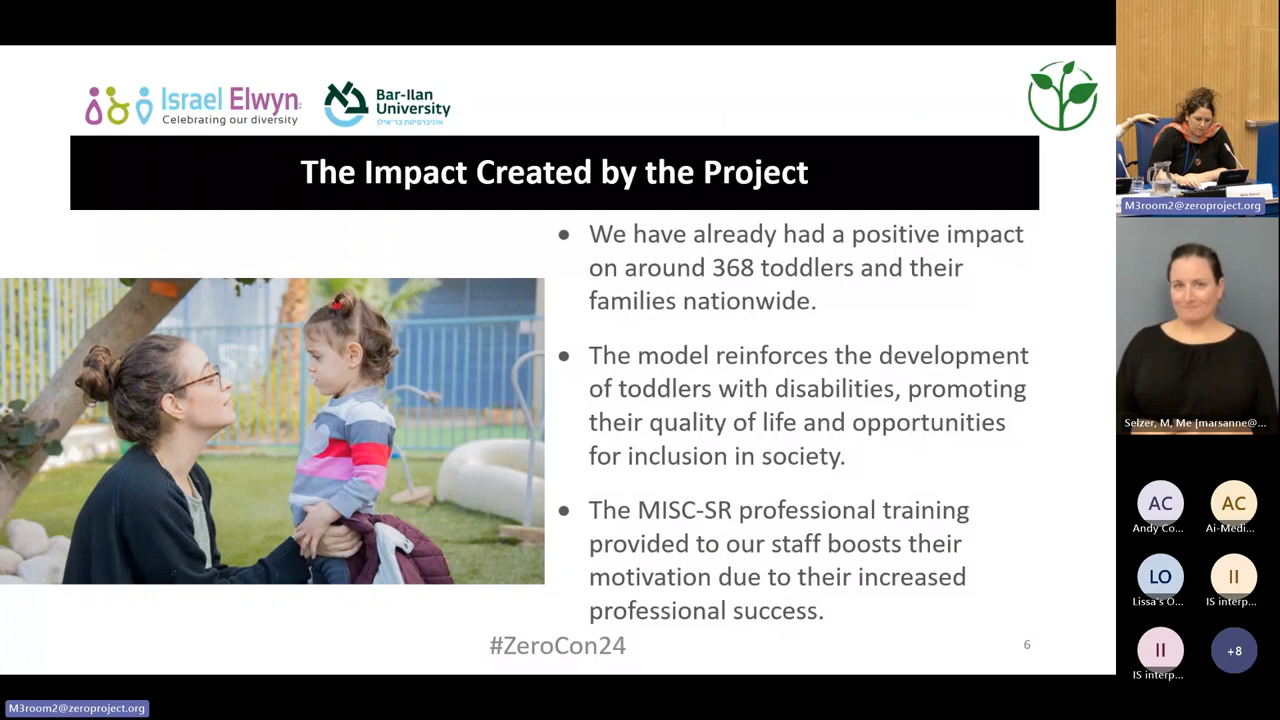 Israel Elwyn
Celebrating our diversity
Bar-Ilan
University
אוניברסיטת בר־אילן
The Impact Created by the Project
• We have already had a positive impact
on around 368 toddlers and their
families nationwide.
• The model reinforces the development
of toddlers with disabilities, promoting
their quality of life and opportunities
for inclusion in society.
• The MISC-SR professional training
provided to our staff boosts their
motivation due to their increased
professional success.
#ZeroCon24
6
M3room2@zeroproject.org
M3room2@zeroproject.org
Selzer, M, Me [marsanne@...
AC
Andy Co...
AC
Ai-Medi...
LO
Lissa's O...
II
IS interp...
II
IS interp...
+8